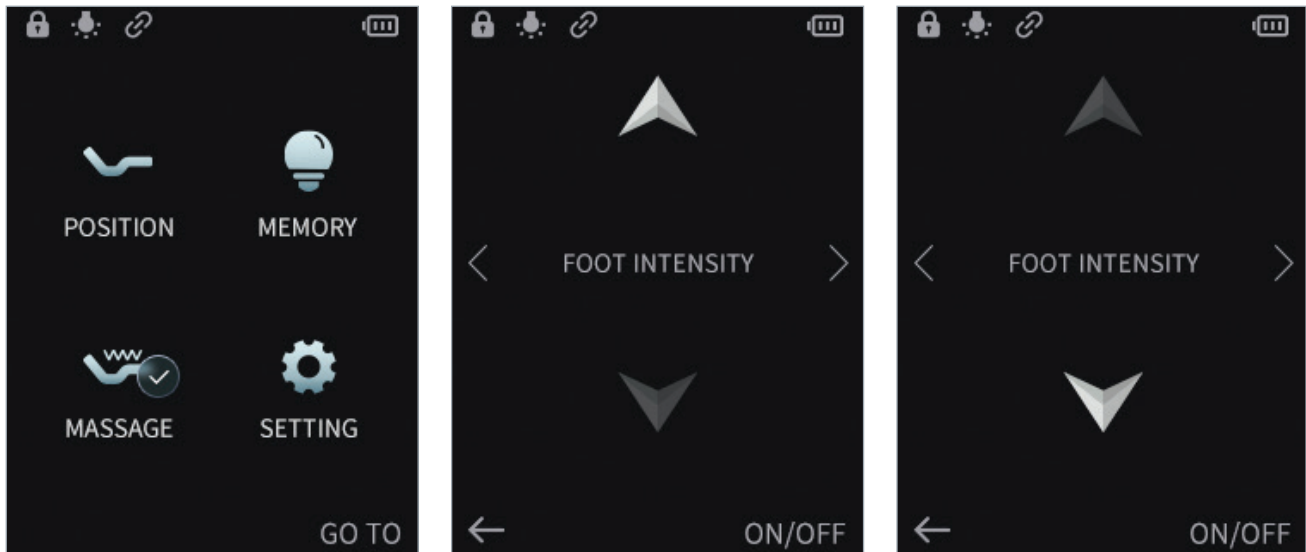 POSITION MEMORY
MASSAGE SETTING
GO TO
FOOT INTENSITY
ON/OFF
FOOT INTENSITY
ON/OFF